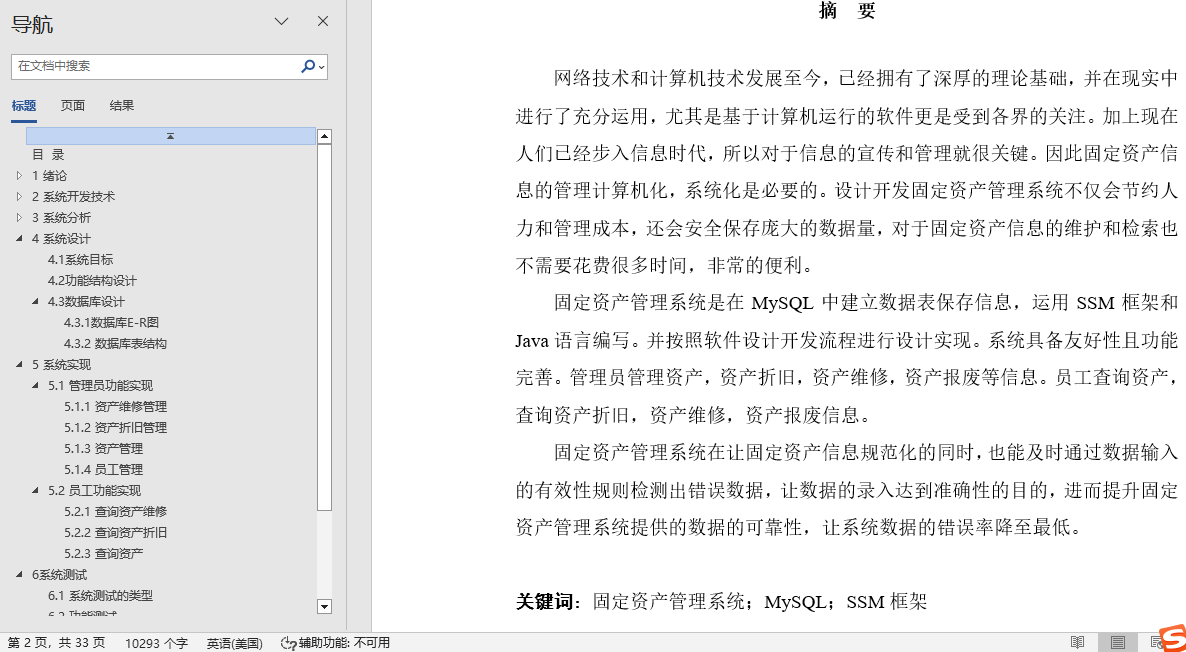 导航
在文档中搜索
标题 页面 结果
目 录
1 绪论
2 系统开发技术
3 系统分析
4 系统设计
4.1系统目标
4.2功能结构设计
4.3数据库设计
4.3.1数据库E-R图
4.3.2 数据库表结构
5 系统实现
5.1 管理员功能实现
5.1.1 资产维修管理
5.1.2 资产折旧管理
5.1.3 资产管理
5.1.4 员工管理
5.2 员工功能实现
5.2.1 查询资产维修
5.2.2 查询资产折旧
5.2.3 查询资产
6系统测试
6.1 系统测试的类型
6.2 功能测试
摘 要
网络技术和计算机技术发展至今，已经拥有了深厚的理论基础，并在现实中
进行了充分运用，尤其是基于计算机运行的软件更是受到各界的关注。加上现在
人们已经步入信息时代，所以对于信息的宣传和管理就很关键。因此固定资产信
息的管理计算机化，系统化是必要的。设计开发固定资产管理系统不仅会节约人
力和管理成本，还会安全保存庞大的数据量，对于固定资产信息的维护和检索也
不需要花费很多时间，非常的便利。
固定资产管理系统是在 MySQL 中建立数据表保存信息，运用 SSM 框架和
Java 语言编写。并按照软件设计开发流程进行设计实现。系统具备友好性且功能
完善。管理员管理资产，资产折旧，资产维修，资产报废等信息。员工查询资产，
查询资产折旧，资产维修，资产报废信息。
固定资产管理系统在让固定资产信息规范化的同时，也能及时通过数据输入
的有效性规则检测出错误数据，让数据的录入达到准确性的目的，进而提升固定
资产管理系统提供的数据的可靠性，让系统数据的错误率降至最低。
关键词：固定资产管理系统；MySQL；SSM 框架
第 2 页，共 33 页 10293 个字 英语(美国) 辅助功能: 不可用